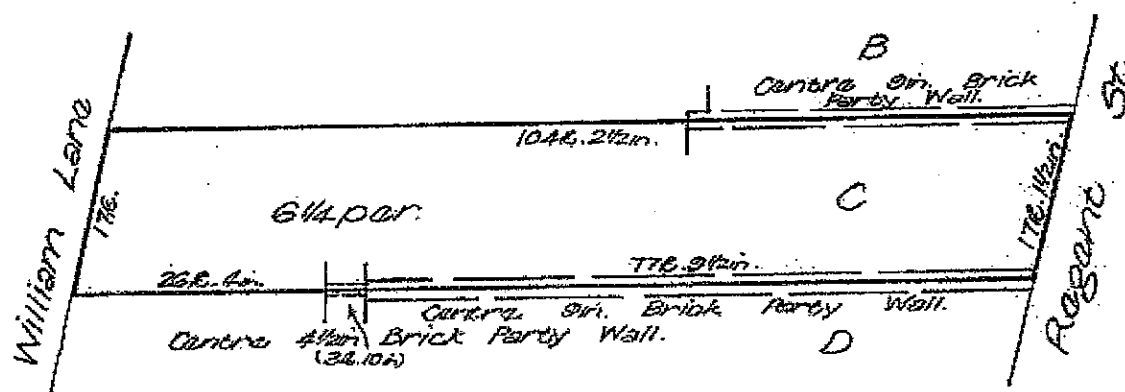 B
Centre 9in. Brick
Party Wall.
William Lane
104ft. 2½in.
17ft.
6¼ per.
C
17ft. 1½in.
Regent St.
26ft. 4in.
77ft. 9½in.
Centre 9in. Brick Party Wall.
Centre 4½in Brick Party Wall.
(3ft. 10in)
D